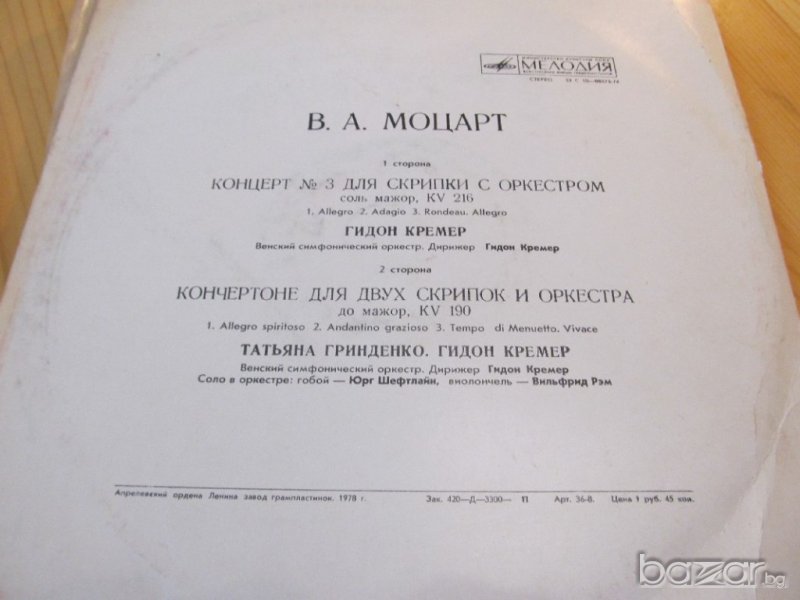 МЕЛОДИЯ
СТЕРЕО
В. А. МОЦАРТ
1 сторона
КОНЦЕРТ № 3 ДЛЯ СКРИПКИ С ОРКЕСТРОМ
соль мажор, KV 216
1. Allegro 2. Adagio 3. Rondeau. Allegro
ГИДОН КРЕМЕР
Венский симфонический оркестр. Дирижер Гидон Кремер
2 сторона
КОНЧЕРТОНЕ ДЛЯ ДВУХ СКРИПОК И ОРКЕСТРА
до мажор, KV 190
1. Allegro spiritoso 2. Andantino grazioso 3. Tempo di Menuetto. Vivace
ТАТЬЯНА ГРИНДЕНКО. ГИДОН КРЕМЕР
Венский симфонический оркестр. Дирижер Гидон Кремер
Соло в оркестре: гобой — Юрг Шефтлайн, виолончель — Вильфрид Рэм
Апрелевский ордена Ленина завод грампластинок. 1978 г. Зак. 420—Д—3300— П Арт. 36-8. Цена 1 руб. 45 коп.
bazar.bg